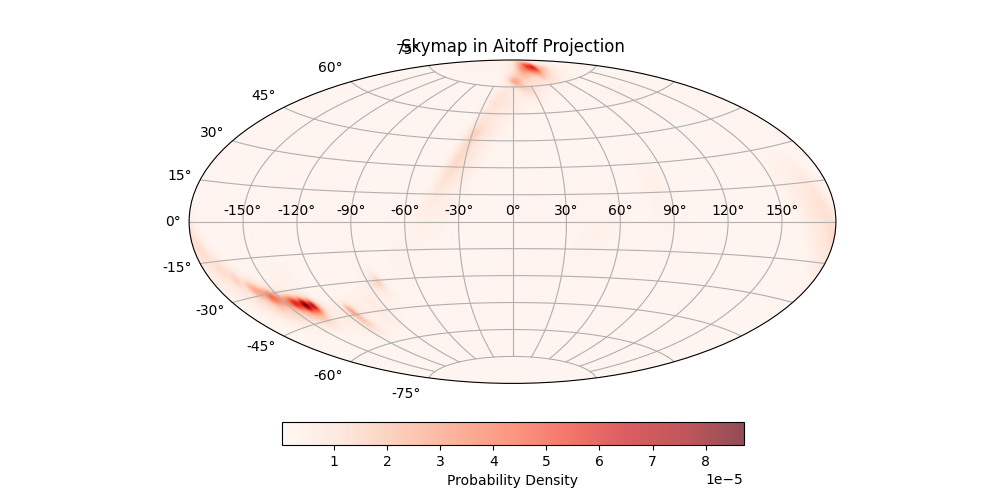 Skymap in Aitoff Projection
75°
60°
45°
30°
15°
-150° -120° -90° -60° -30° 0° 30° 60° 90° 120° 150°
0°
-15°
-30°
-45°
-60°
-75°
1 2 3 4 5 6 7 8
Probability Density
1e−5